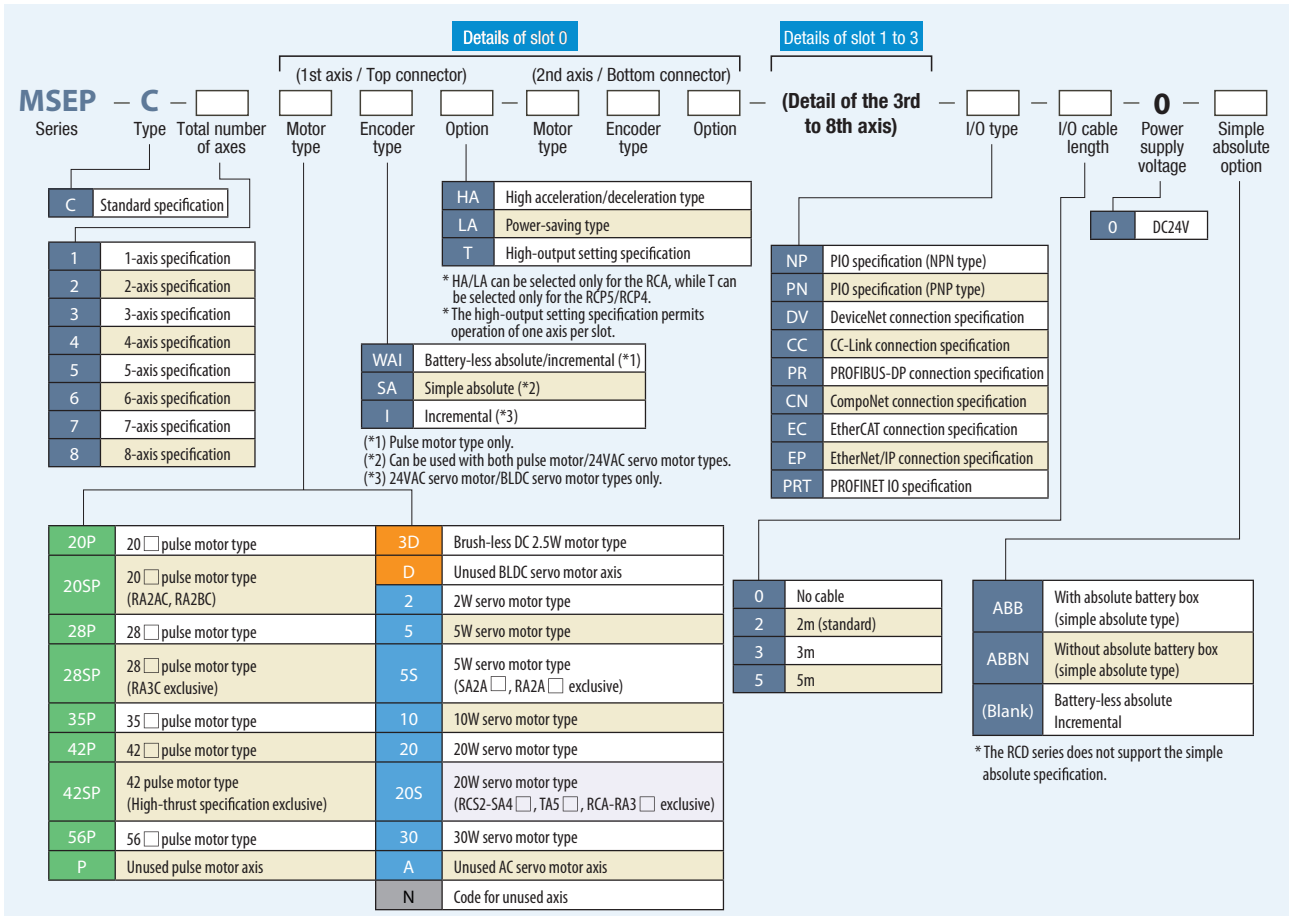 Details of slot 0
Details of slot 1 to 3
(1st axis / Top connector)
(2nd axis / Bottom connector)
MSEP – C – □ □ □ □ – □ □ □ – (Detail of the 3rd to 8th axis) – □ – □ – 0 – □
Series
Type
Total number
of axes
Motor
type
Encoder
type
Option
Motor
type
Encoder
type
Option
I/O type
I/O cable
length
Power
supply
voltage
Simple
absolute
option
C Standard specification
1 1-axis specification
2 2-axis specification
3 3-axis specification
4 4-axis specification
5 5-axis specification
6 6-axis specification
7 7-axis specification
8 8-axis specification
HA High acceleration/deceleration type
LA Power-saving type
T High-output setting specification
* HA/LA can be selected only for the RCA, while T can
be selected only for the RCP5/RCP4.
* The high-output setting specification permits
operation of one axis per slot.
WAI Battery-less absolute/incremental (*1)
SA Simple absolute (*2)
I Incremental (*3)
(*1) Pulse motor type only.
(*2) Can be used with both pulse motor/24VAC servo motor types.
(*3) 24VAC servo motor/BLDC servo motor types only.
0 DC24V
NP PIO specification (NPN type)
PN PIO specification (PNP type)
DV DeviceNet connection specification
CC CC-Link connection specification
PR PROFIBUS-DP connection specification
CN CompoNet connection specification
EC EtherCAT connection specification
EP EtherNet/IP connection specification
PRT PROFINET IO specification
20P 20 □ pulse motor type
20SP 20 □ pulse motor type
(RA2AC, RA2BC)
28P 28 □ pulse motor type
28SP 28 □ pulse motor type
(RA3C exclusive)
35P 35 □ pulse motor type
42P 42 □ pulse motor type
42SP 42 pulse motor type
(High-thrust specification exclusive)
56P 56 □ pulse motor type
P Unused pulse motor axis
3D Brush-less DC 2.5W motor type
D Unused BLDC servo motor axis
2 2W servo motor type
5 5W servo motor type
5S 5W servo motor type
(SA2A □, RA2A □ exclusive)
10 10W servo motor type
20 20W servo motor type
20S 20W servo motor type
(RCS2-SA4 □, TA5 □, RCA-RA3 □ exclusive)
30 30W servo motor type
A Unused AC servo motor axis
N Code for unused axis
0 No cable
2 2m (standard)
3 3m
5 5m
ABB With absolute battery box
(simple absolute type)
ABBN Without absolute battery box
(simple absolute type)
(Blank) Battery-less absolute
Incremental
* The RCD series does not support the simple
absolute specification.